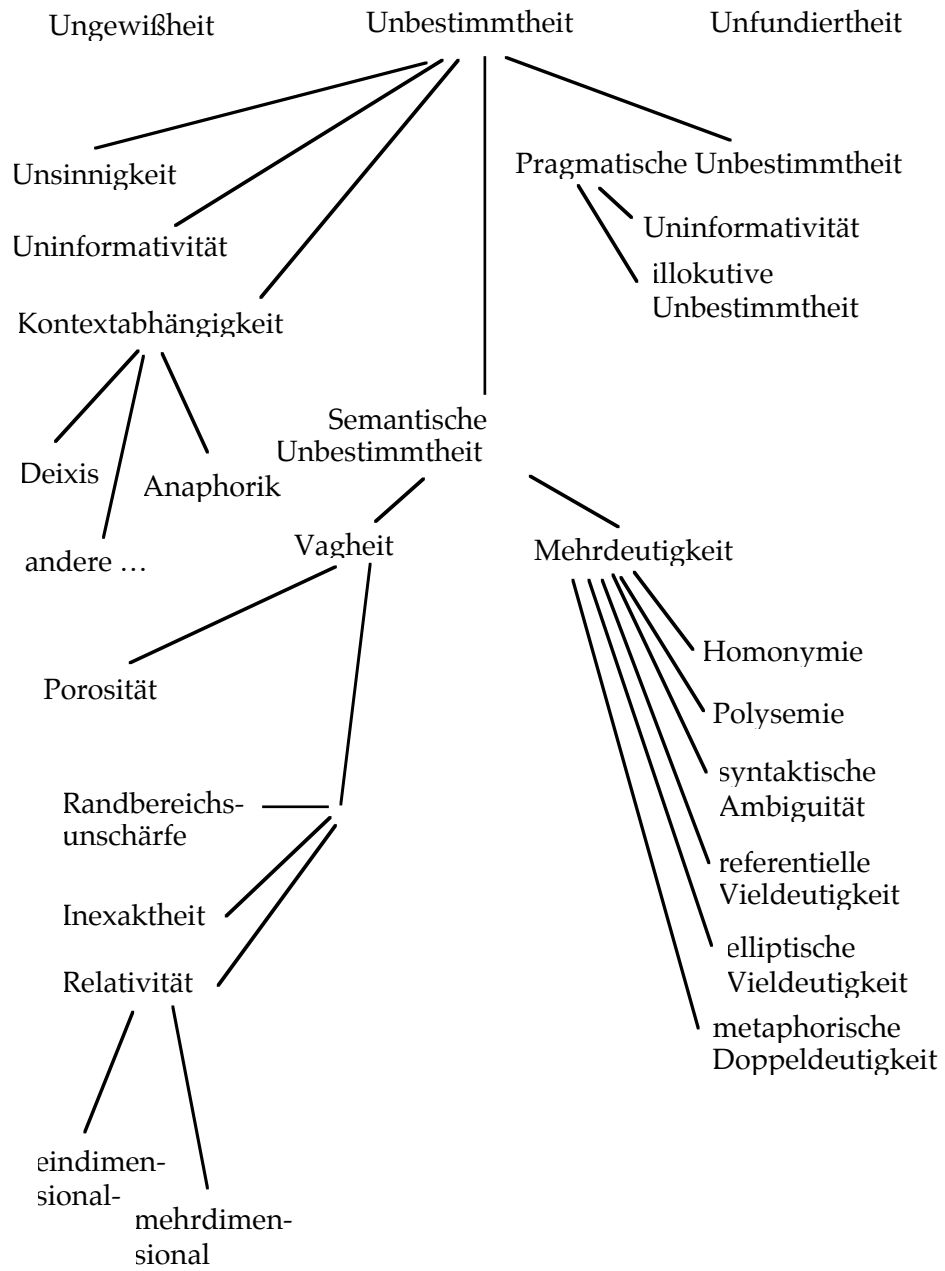 Ungewißheit
Unbestimmtheit
Unfundiertheit
Unsinnigkeit
Pragmatische Unbestimmtheit
Uninformativität
Uninformativität
illokutive
Unbestimmtheit
Kontextabhängigkeit
Deixis
Anaphorik
andere …
Semantische
Unbestimmtheit
Vagheit
Mehrdeutigkeit
Porosität
Randbereichs-
unschärfe
Inexaktheit
Relativität
eindimen-
sional-
mehrdimen-
sional
Homonymie
Polysemie
syntaktische
Ambiguität
referentielle
Vieldeutigkeit
elliptische
Vieldeutigkeit
metaphorische
Doppeldeutigkeit